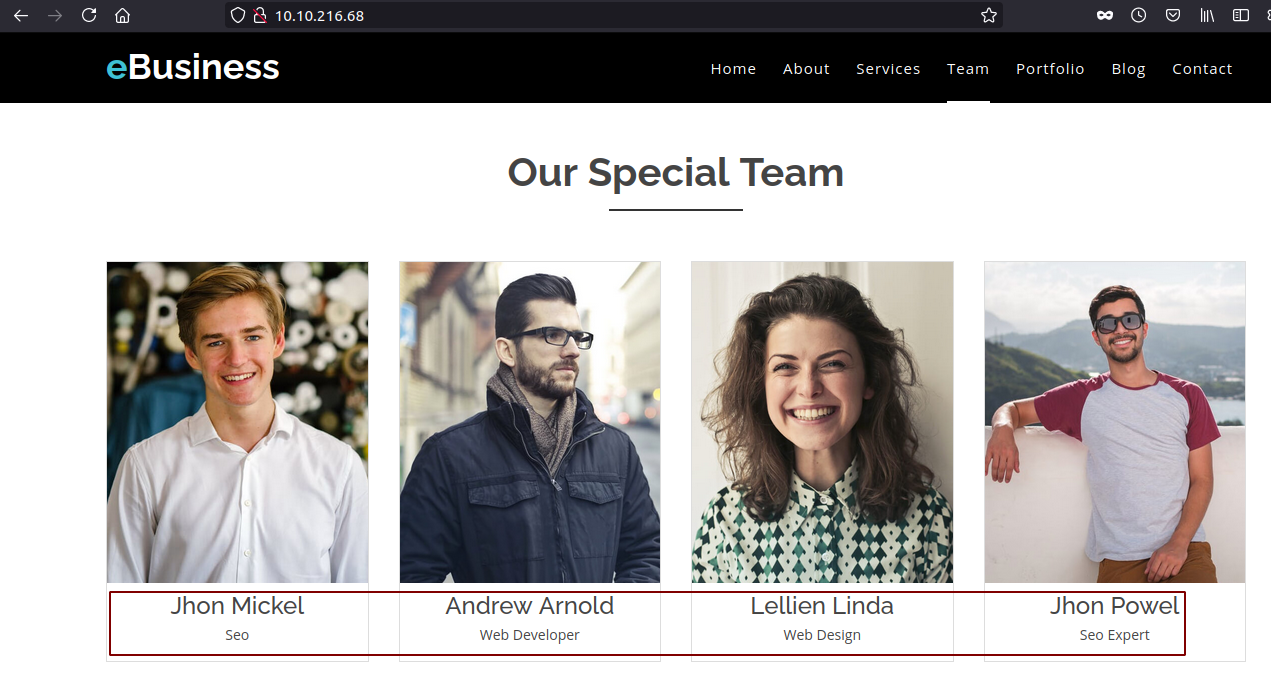 10.10.216.68
eBusiness
Home About Services Team Portfolio Blog Contact
Our Special Team
Jhon Mickel
Seo
Andrew Arnold
Web Developer
Lellien Linda
Web Design
Jhon Powel
Seo Expert